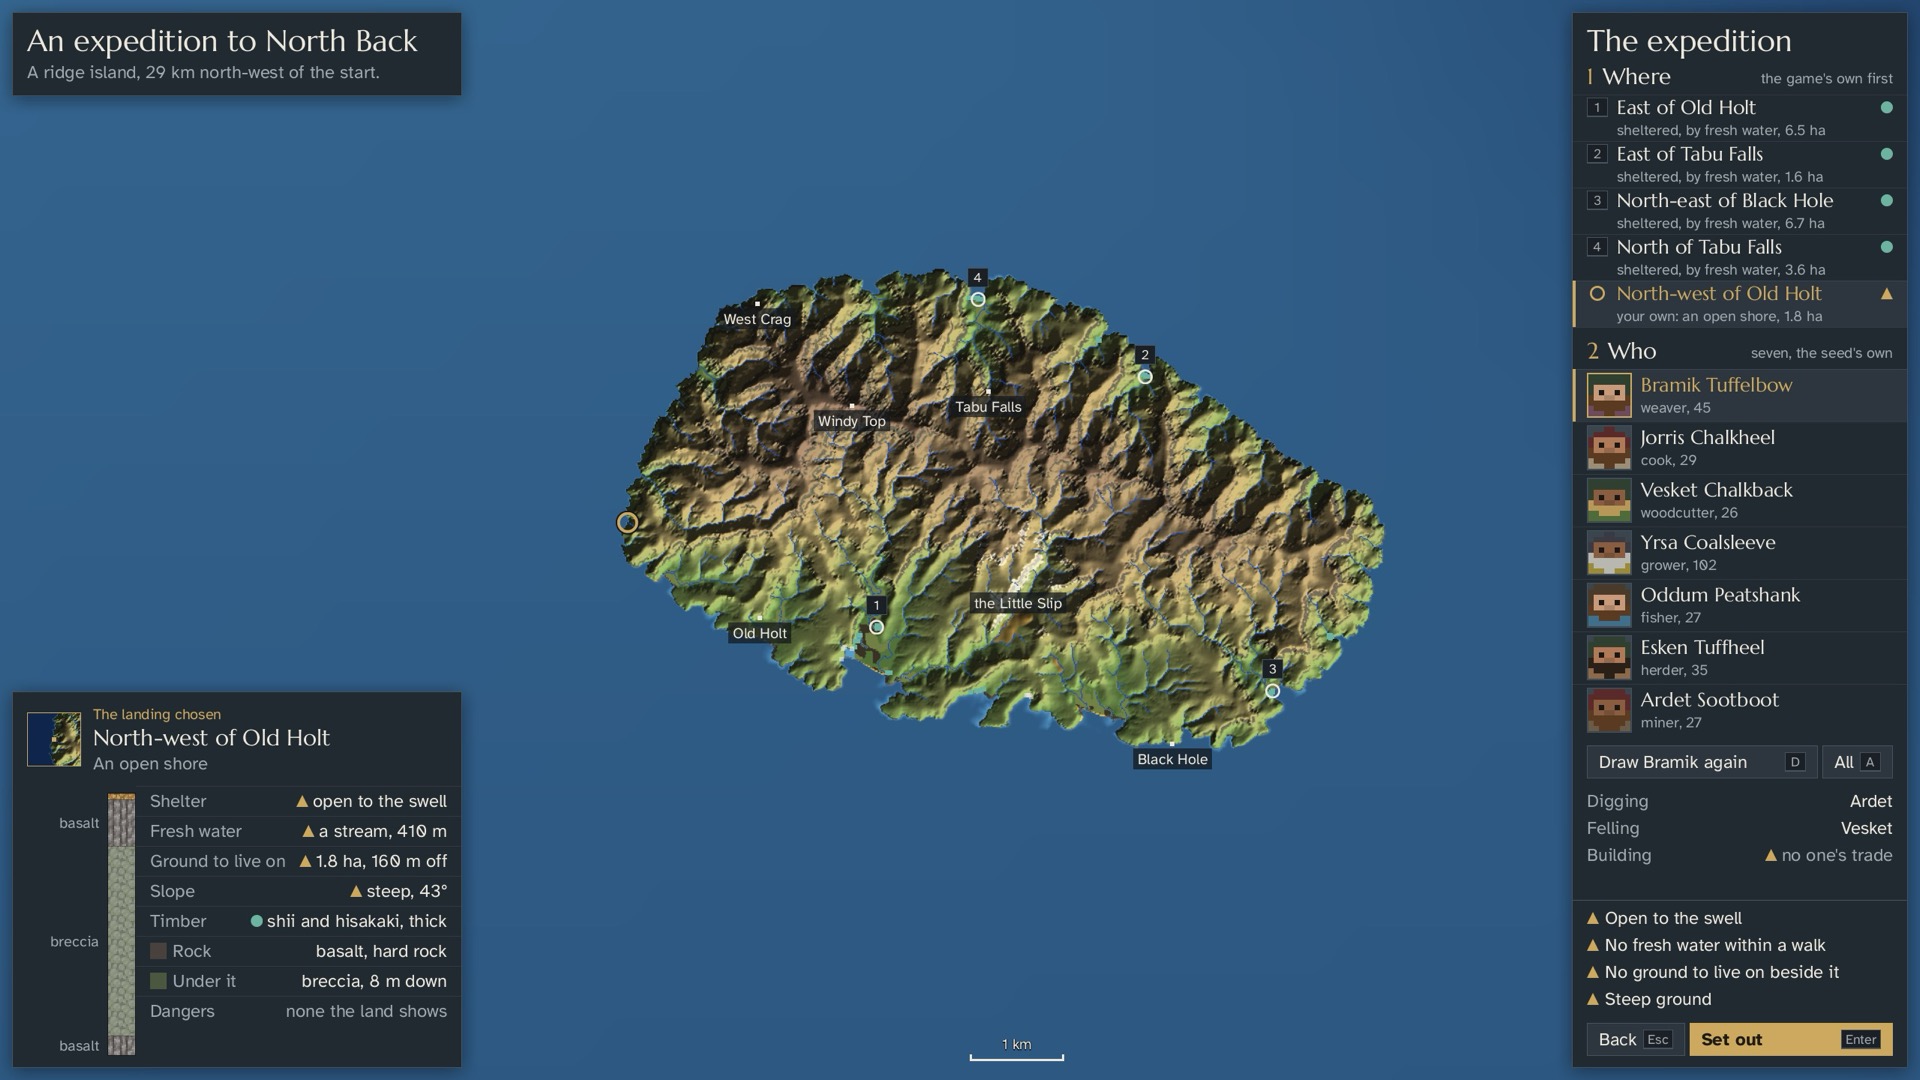 An expedition to North Back
A ridge island, 29 km north-west of the start.
The expedition
1 Where
the game's own first
1 East of Old Holt
sheltered, by fresh water, 6.5 ha
2 East of Tabu Falls
sheltered, by fresh water, 1.6 ha
3 North-east of Black Hole
sheltered, by fresh water, 6.7 ha
4 North of Tabu Falls
sheltered, by fresh water, 3.6 ha
North-west of Old Holt
your own: an open shore, 1.8 ha
2 Who
seven, the seed's own
Bramik Tuffelbow
weaver, 45
Jorris Chalkheel
cook, 29
Vesket Chalkback
woodcutter, 26
Yrsa Coalsleeve
grower, 102
Oddum Peatshank
fisher, 27
Esken Tuffheel
herder, 35
Ardet Sootboot
miner, 27
Draw Bramik again D
All A
Digging Ardet
Felling Vesket
Building no one's trade
Open to the swell
No fresh water within a walk
No ground to live on beside it
Steep ground
Back Esc
Set out Enter
4
West Crag
2
Windy Top
Tabu Falls
1
the Little Slip
Old Holt
3
Black Hole
1 km
The landing chosen
North-west of Old Holt
An open shore
basalt
breccia
basalt
Shelter open to the swell
Fresh water a stream, 410 m
Ground to live on 1.8 ha, 160 m off
Slope steep, 43°
Timber shii and hisakaki, thick
Rock basalt, hard rock
Under it breccia, 8 m down
Dangers none the land shows